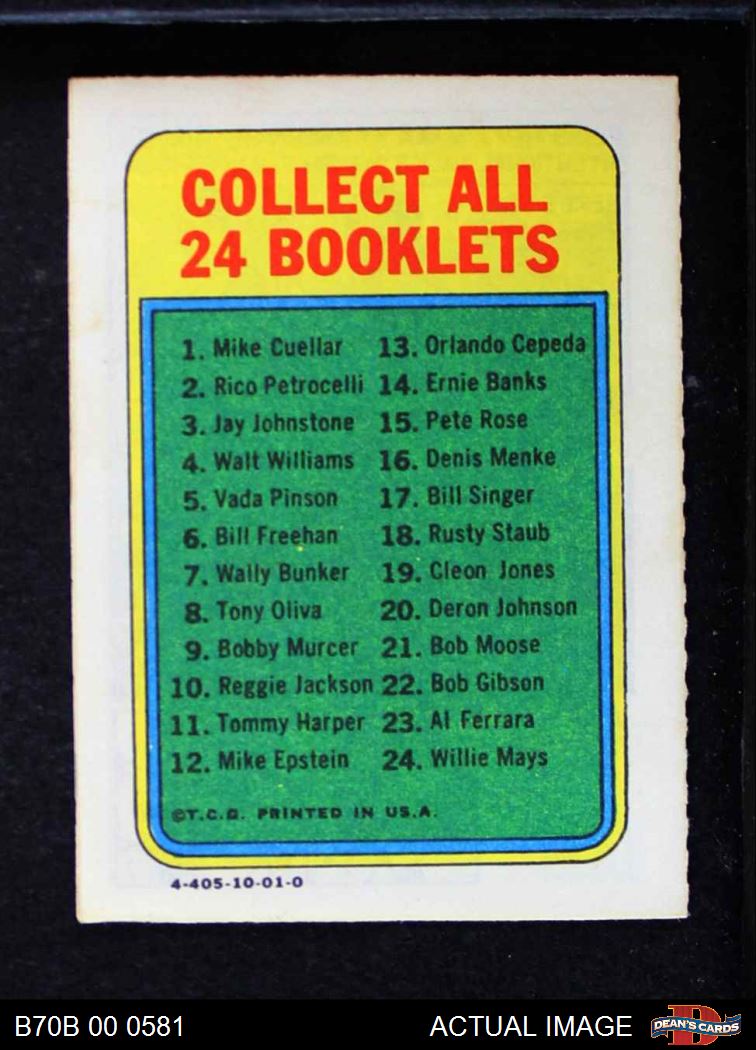 COLLECT ALL
24 BOOKLETS
1. Mike Cuellar
2. Rico Petrocelli
3. Jay Johnstone
4. Walt Williams
5. Vada Pinson
6. Bill Freehan
7. Wally Bunker
8. Tony Oliva
9. Bobby Murcer
10. Reggie Jackson
11. Tommy Harper
12. Mike Epstein
13. Orlando Cepeda
14. Ernie Banks
15. Pete Rose
16. Denis Menke
17. Bill Singer
18. Rusty Staub
19. Cleon Jones
20. Deron Johnson
21. Bob Moose
22. Bob Gibson
23. Al Ferrara
24. Willie Mays
©T.C.G. PRINTED IN U.S.A.
4-405-10-01-0
B70B 00 0581
ACTUAL IMAGE
DEAN'S CARDS